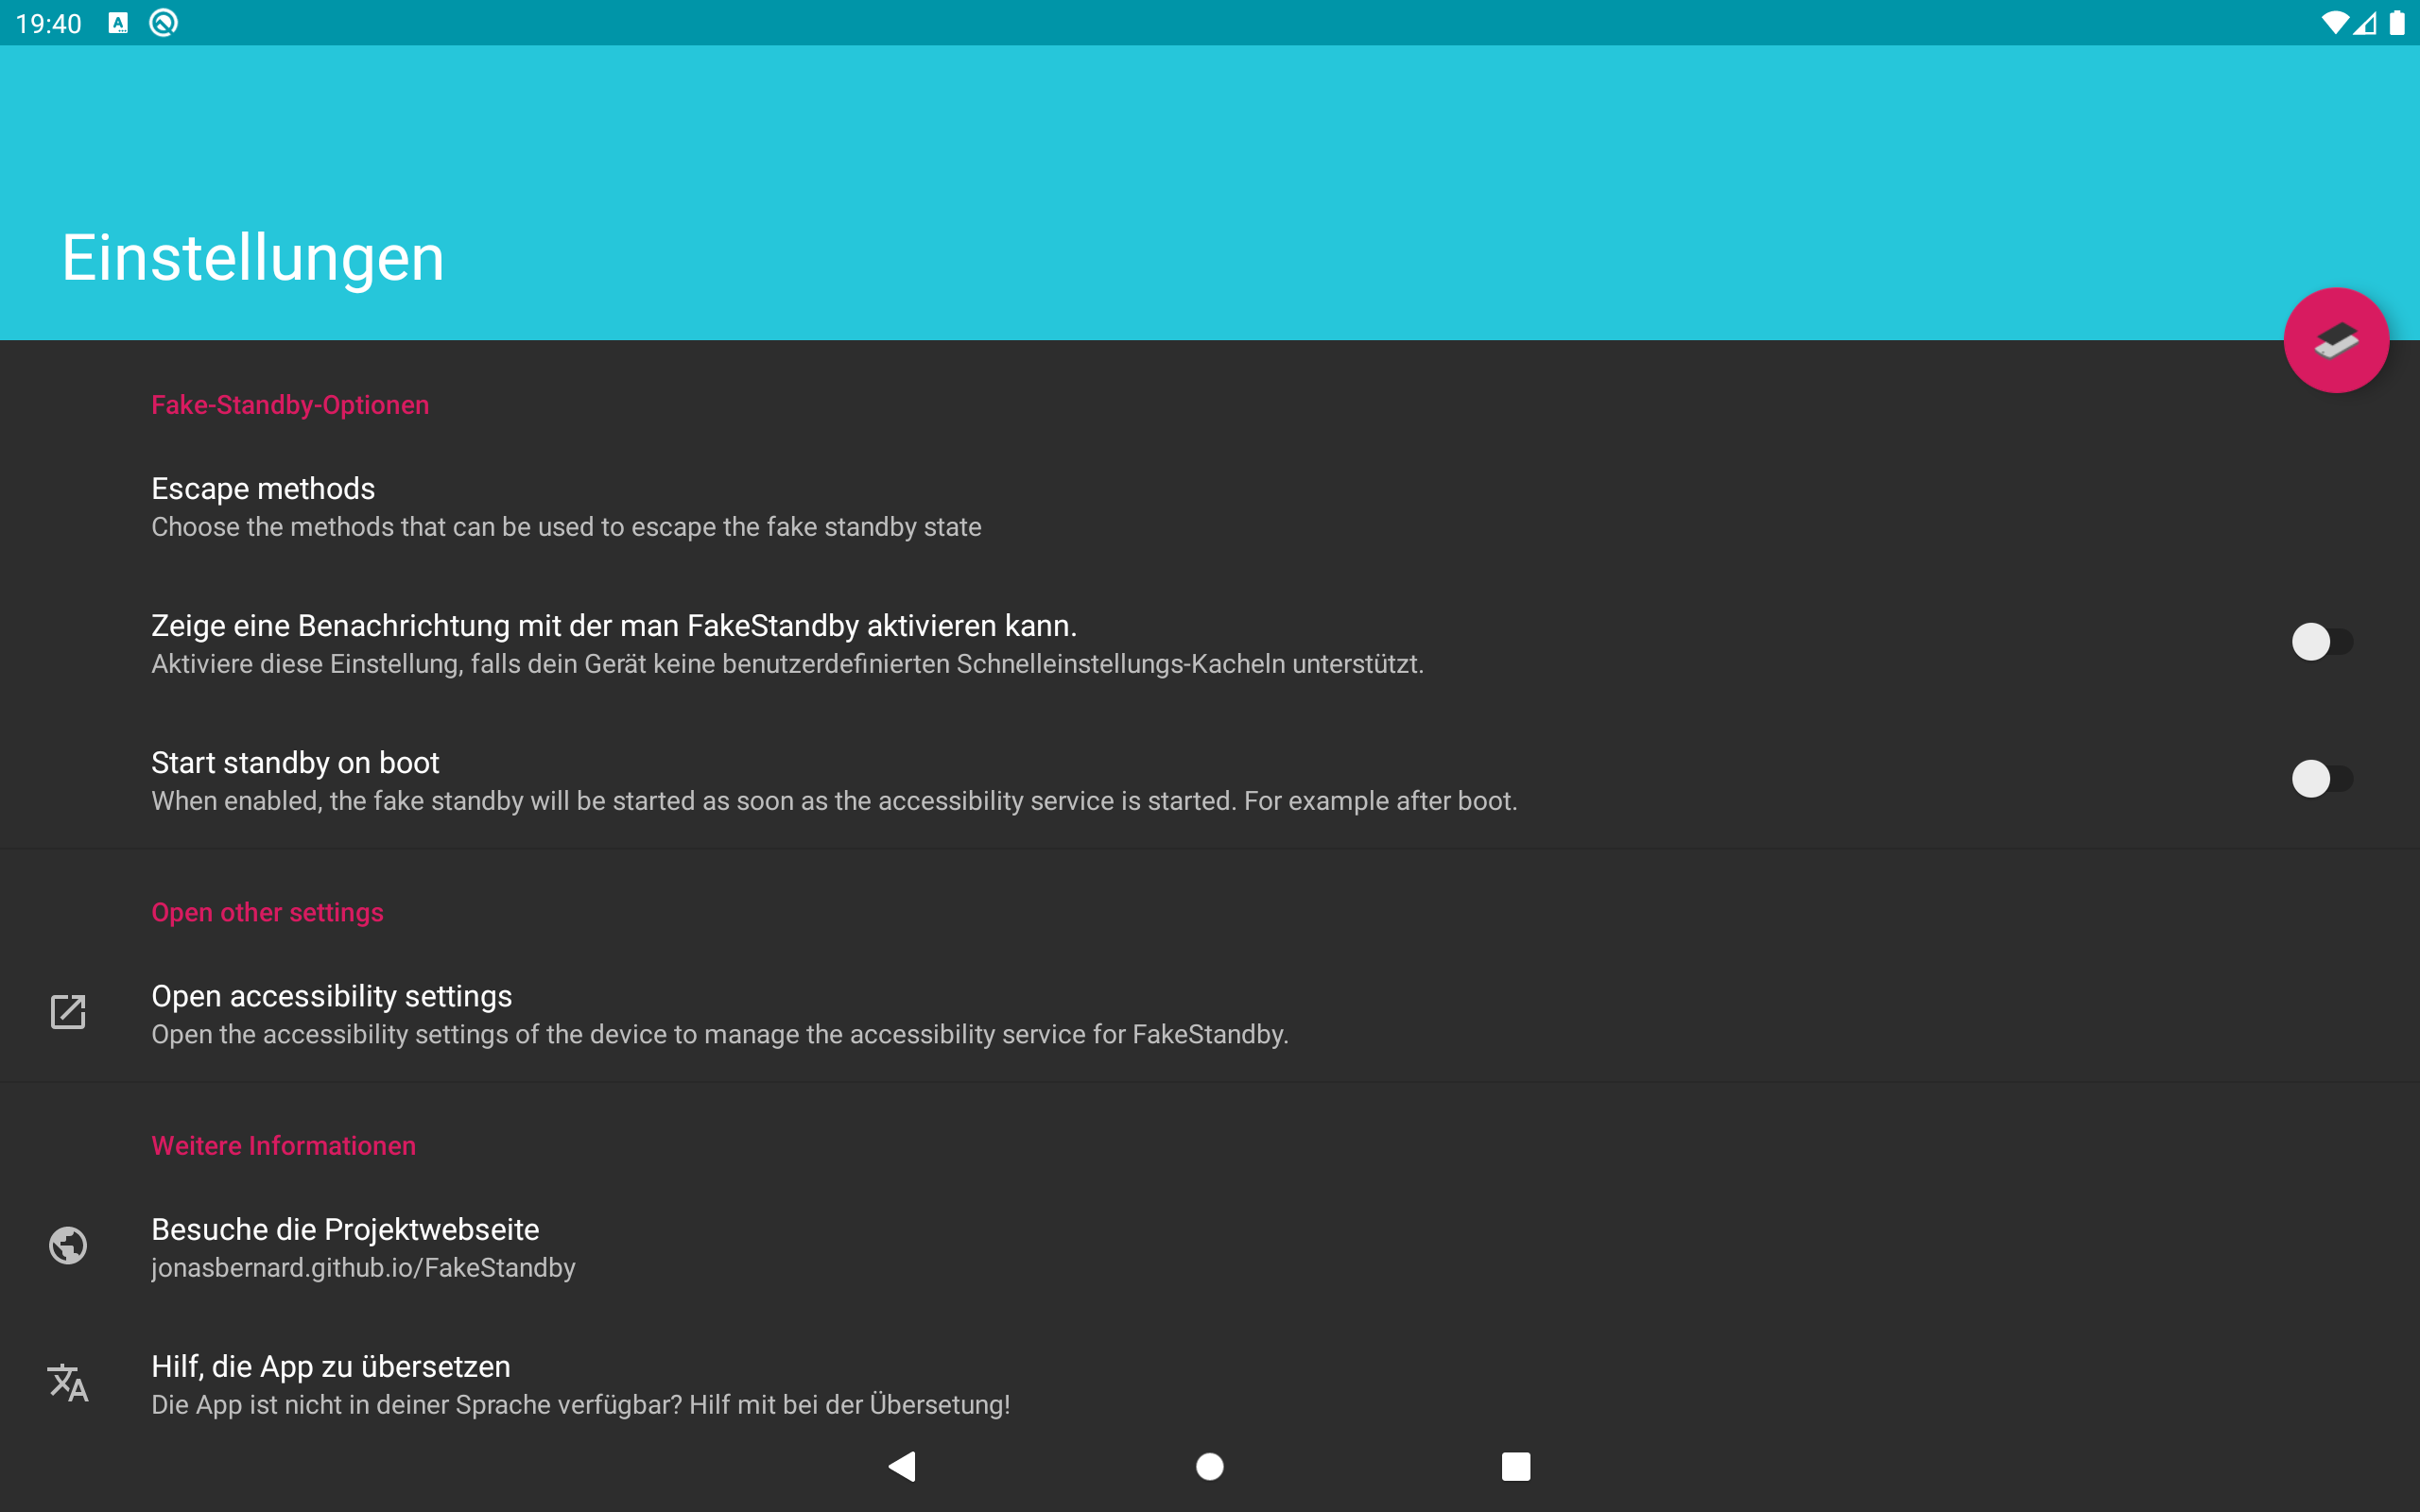 19:40
Einstellungen
Fake-Standby-Optionen
Escape methods
Choose the methods that can be used to escape the fake standby state
Zeige eine Benachrichtung mit der man FakeStandby aktivieren kann.
Aktiviere diese Einstellung, falls dein Gerät keine benutzerdefinierten Schnelleinstellungs-Kacheln unterstützt.
Start standby on boot
When enabled, the fake standby will be started as soon as the accessibility service is started. For example after boot.
Open other settings
Open accessibility settings
Open the accessibility settings of the device to manage the accessibility service for FakeStandby.
Weitere Informationen
Besuche die Projektwebseite
jonasbernard.github.io/FakeStandby
Hilf, die App zu übersetzen
Die App ist nicht in deiner Sprache verfügbar? Hilf mit bei der Übersetung!